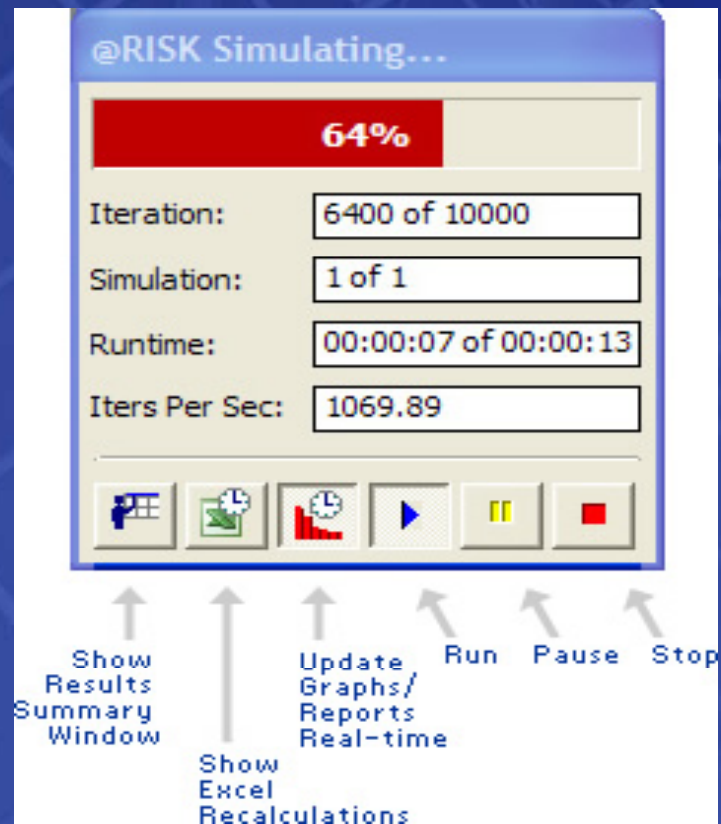 @RISK Simulating...
64%
Iteration: 6400 of 10000
Simulation: 1 of 1
Runtime: 00:00:07 of 00:00:13
Iters Per Sec: 1069.89
Show
Results
Summary
Window
Show
Excel
Recalculations
Update
Graphs/
Reports
Real-time
Run
Pause
Stop